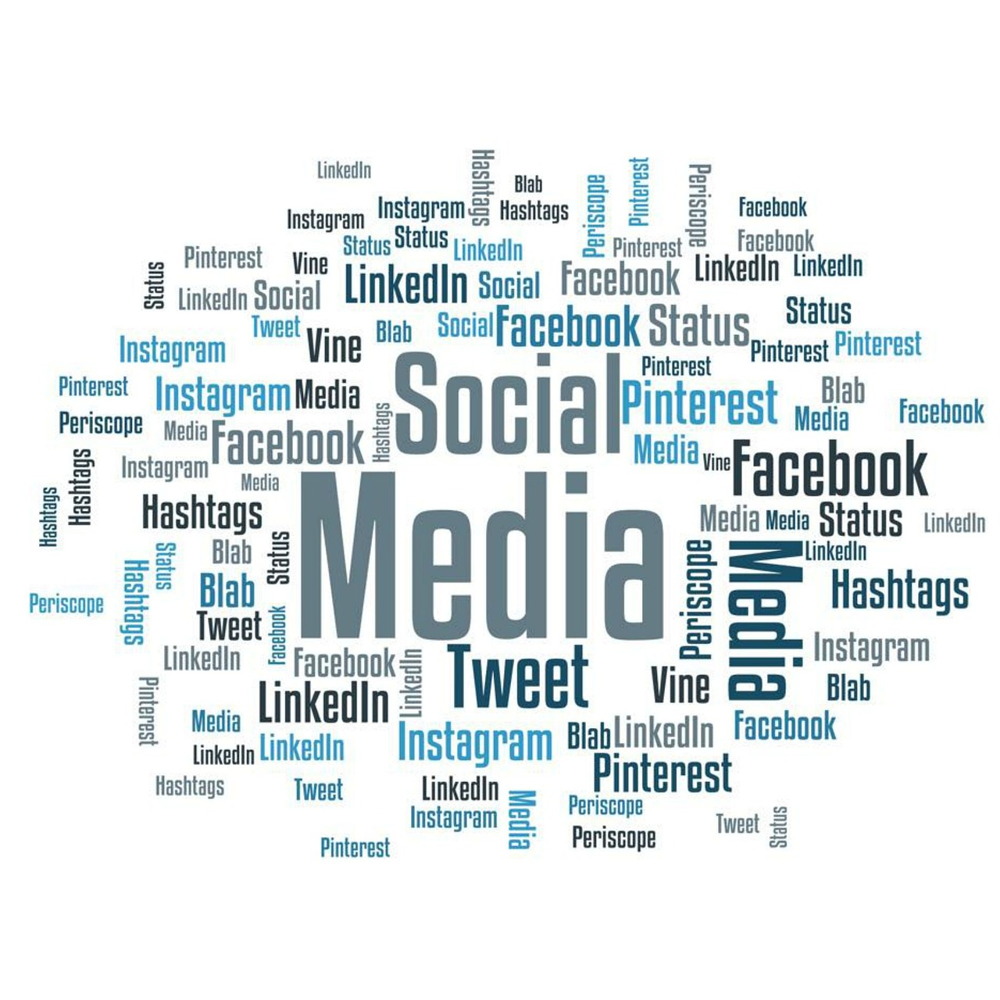 LinkedIn
Hashtags
Blab
Periscope
Pinterest
Periscope
Facebook
Instagram
Instagram
Hashtags
Status
Status
LinkedIn
Pinterest
Facebook
Pinterest
Vine
LinkedIn
LinkedIn
Status
LinkedIn
Social
LinkedIn
Social
Facebook
Status
Tweet
Blab
Social
Facebook
Status
Instagram
Vine
Pinterest
Pinterest
Pinterest
Pinterest
Instagram
Media
Hashtags
Social
Pinterest
Blab
Media
Facebook
Periscope
Media
Facebook
Media
Vine
Facebook
Hashtags
Instagram
Media
Hashtags
Hashtags
Status
Media
Media
Media
Status
LinkedIn
Status
Hashtags
Blab
Periscope
Media
LinkedIn
Hashtags
Blab
Periscope
Tweet
Facebook
LinkedIn
Facebook
LinkedIn
Tweet
Instagram
Vine
Blab
Pinterest
LinkedIn
Media
Instagram
Blab
LinkedIn
Facebook
LinkedIn
LinkedIn
Pinterest
Hashtags
Tweet
LinkedIn
Media
Periscope
Instagram
Periscope
Tweet
Status
Pinterest